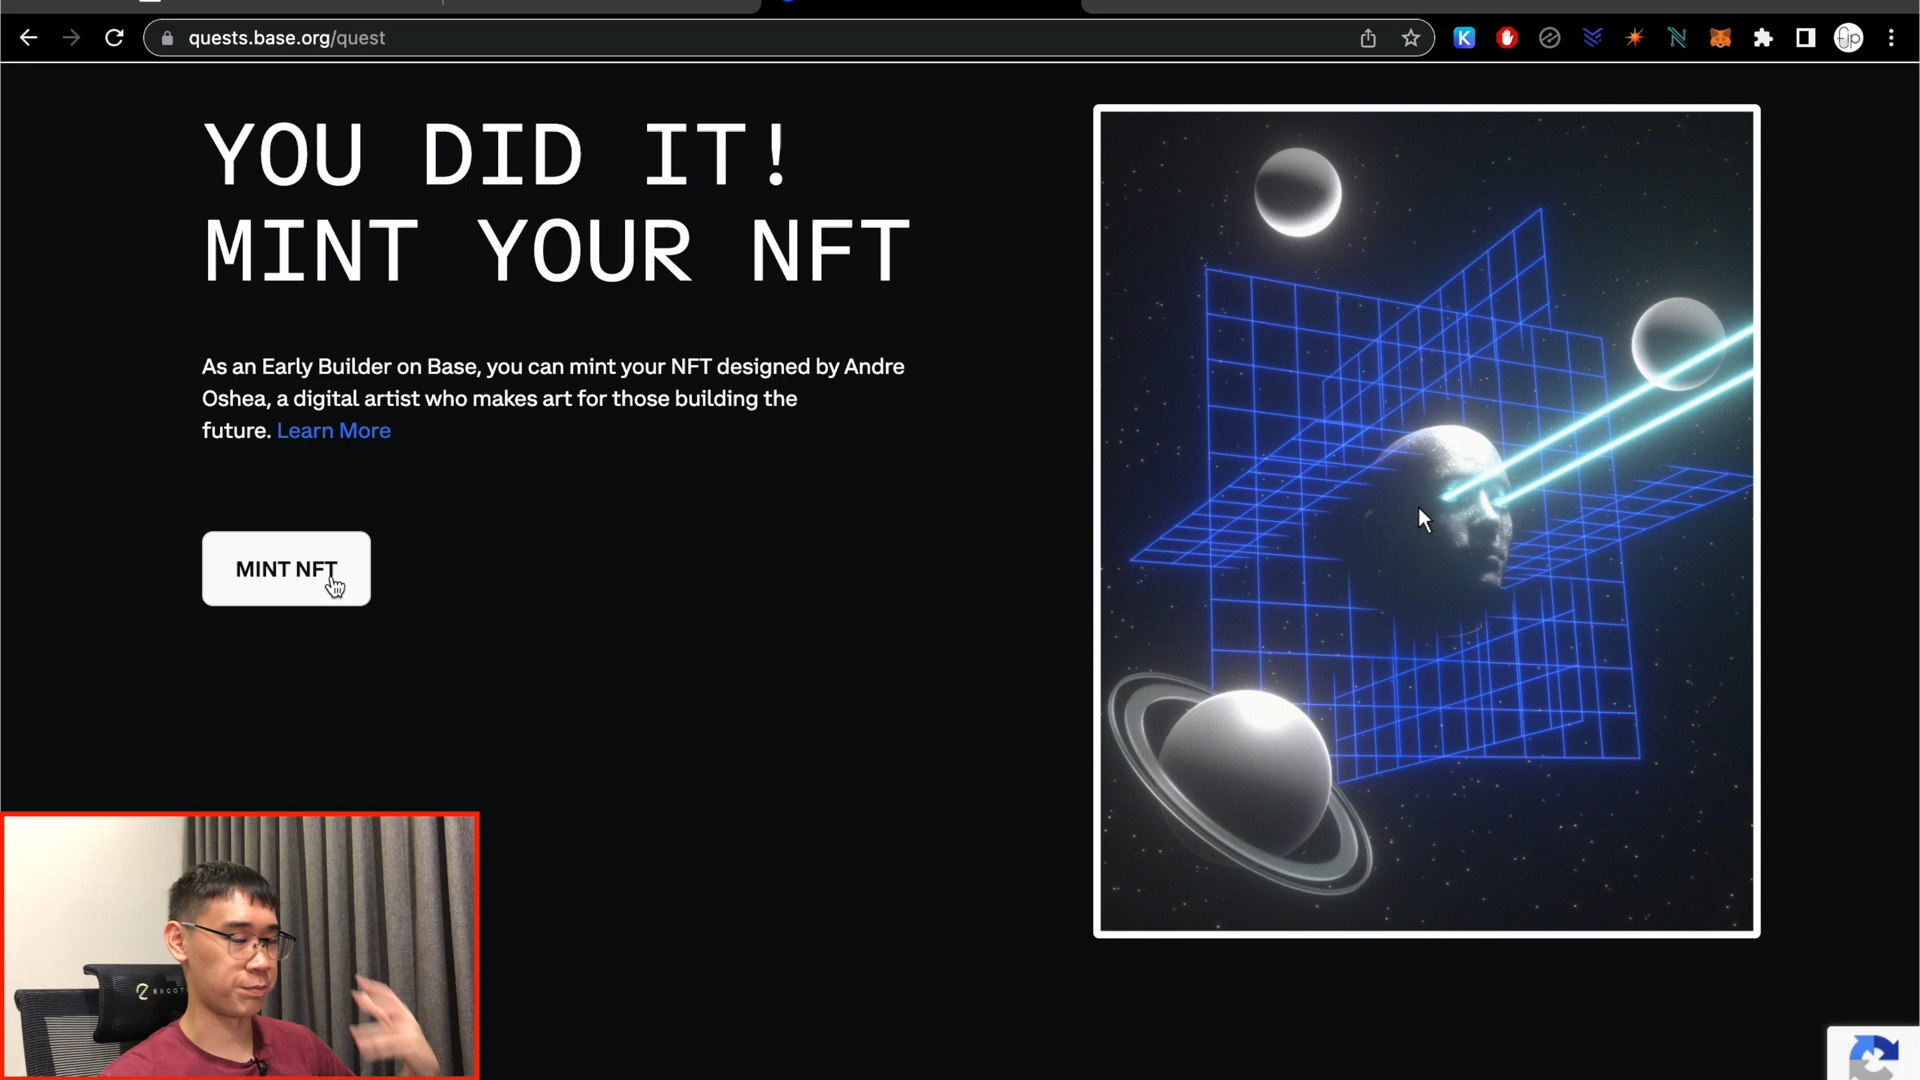 quests.base.org/quest
K
YOU DID IT!
MINT YOUR NFT
As an Early Builder on Base, you can mint your NFT designed by Andre
Oshea, a digital artist who makes art for those building the
future. Learn More
MINT NFT